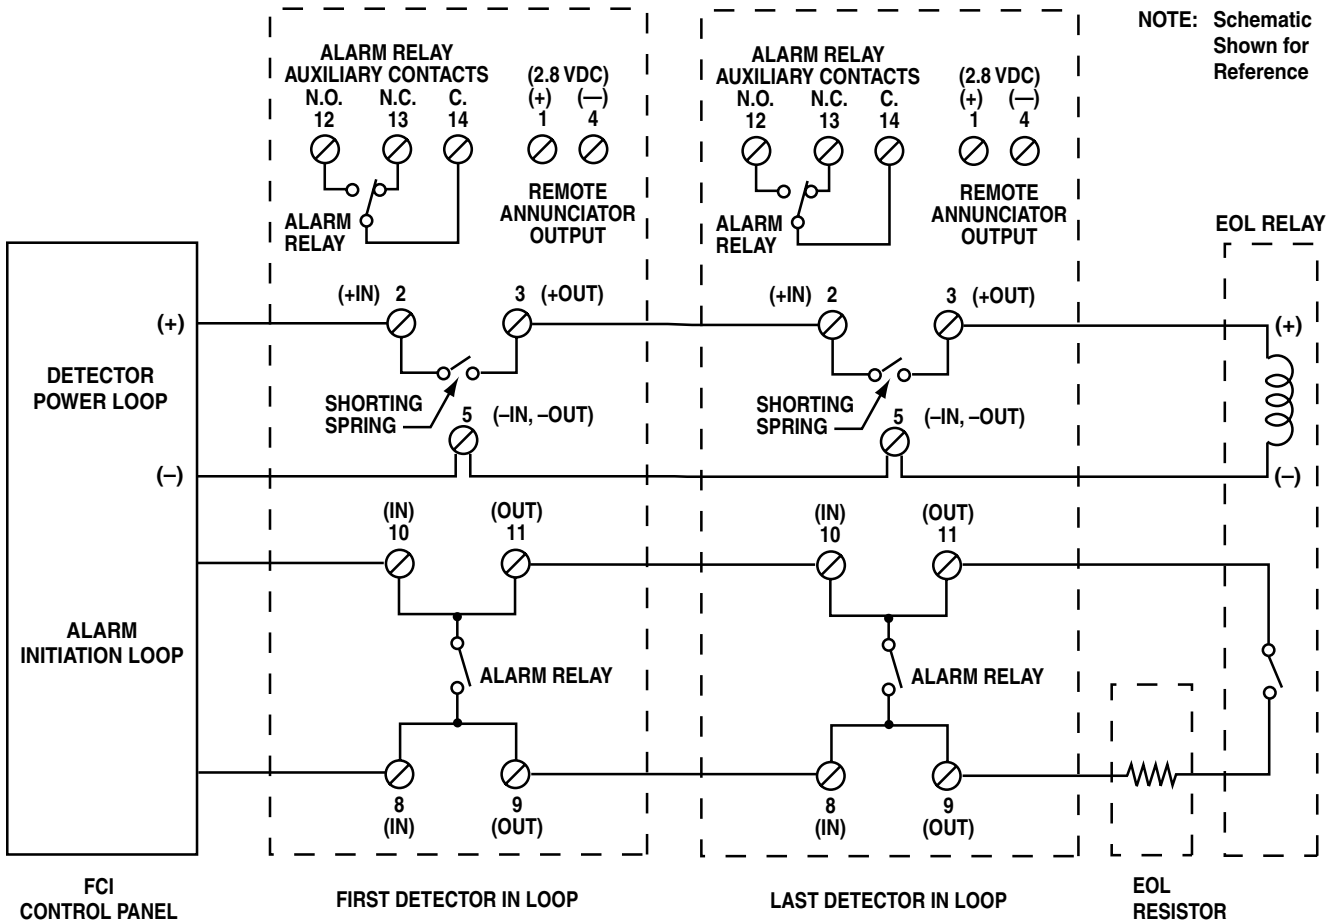 NOTE: Schematic
Shown for
Reference
ALARM RELAY
AUXILIARY CONTACTS
(2.8 VDC)
N.O. N.C. C. (+) (—)
12 13 14 1 4
ALARM
RELAY
REMOTE
ANNUNCIATOR
OUTPUT
ALARM RELAY
AUXILIARY CONTACTS
(2.8 VDC)
N.O. N.C. C. (+) (—)
12 13 14 1 4
ALARM
RELAY
REMOTE
ANNUNCIATOR
OUTPUT
EOL RELAY
(+)
(+IN) 2 3 (+OUT)
(+IN) 2 3 (+OUT)
(+)
DETECTOR
POWER LOOP
SHORTING
SPRING
5 (–IN, –OUT)
SHORTING
SPRING
5 (–IN, –OUT)
(–)
(–)
(IN)
10
(OUT)
11
(IN)
10
(OUT)
11
ALARM
INITIATION LOOP
ALARM RELAY
ALARM RELAY
8
(IN)
9
(OUT)
8
(IN)
9
(OUT)
FCI
CONTROL PANEL
FIRST DETECTOR IN LOOP
LAST DETECTOR IN LOOP
EOL
RESISTOR